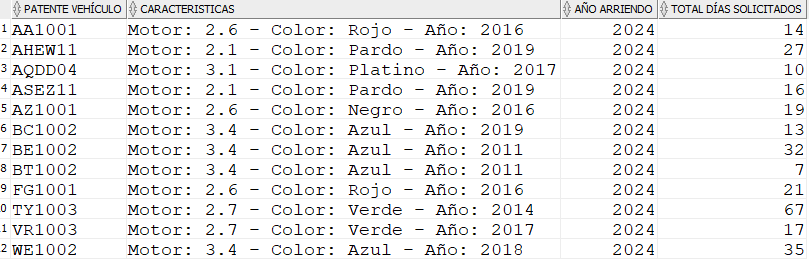 PATENTE VEHÍCULO CARACTERISTICAS AÑO ARRIENDO TOTAL DÍAS SOLICITADOS
1 AA1001 Motor: 2.6 - Color: Rojo - Año: 2016 2024 14
2 AHEW11 Motor: 2.1 - Color: Pardo - Año: 2019 2024 27
3 AQDD04 Motor: 3.1 - Color: Platino - Año: 2017 2024 10
4 ASEZ11 Motor: 2.1 - Color: Pardo - Año: 2019 2024 16
5 AZ1001 Motor: 2.6 - Color: Negro - Año: 2016 2024 19
6 BC1002 Motor: 3.4 - Color: Azul - Año: 2019 2024 13
7 BE1002 Motor: 3.4 - Color: Azul - Año: 2011 2024 32
8 BT1002 Motor: 3.4 - Color: Azul - Año: 2011 2024 7
9 FG1001 Motor: 2.6 - Color: Rojo - Año: 2016 2024 21
10 TY1003 Motor: 2.7 - Color: Verde - Año: 2014 2024 67
11 VR1003 Motor: 2.7 - Color: Verde - Año: 2017 2024 17
12 WE1002 Motor: 3.4 - Color: Azul - Año: 2018 2024 35